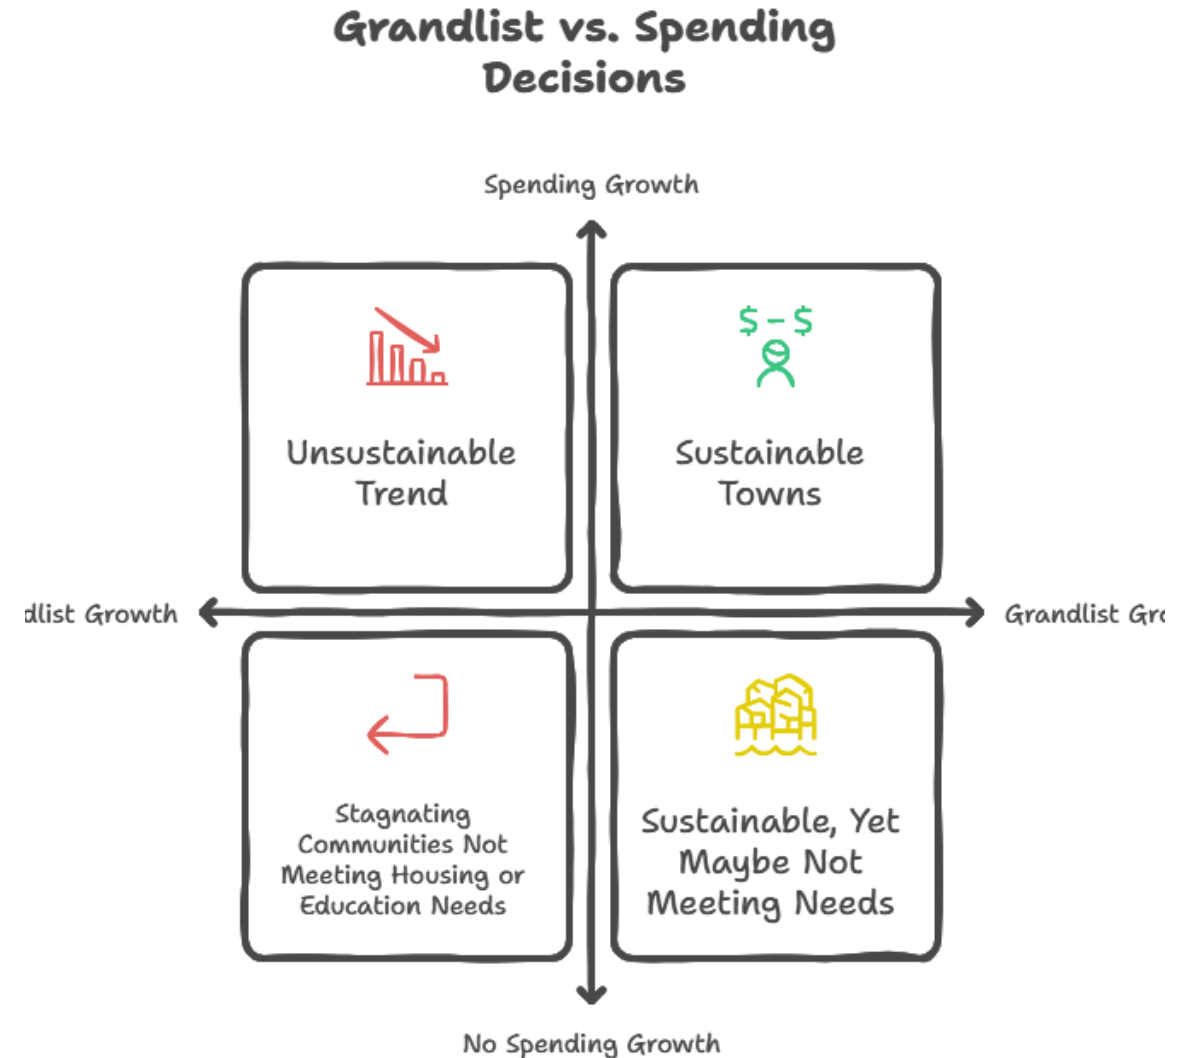 Grandlist vs. Spending
Decisions
Spending Growth
$ - $
Unsustainable
Trend
Sustainable
Towns
dlist Growth
Grandlist Gro
Stagnating
Communities Not
Meeting Housing or
Education Needs
Sustainable, Yet
Maybe Not
Meeting Needs
No Spending Growth